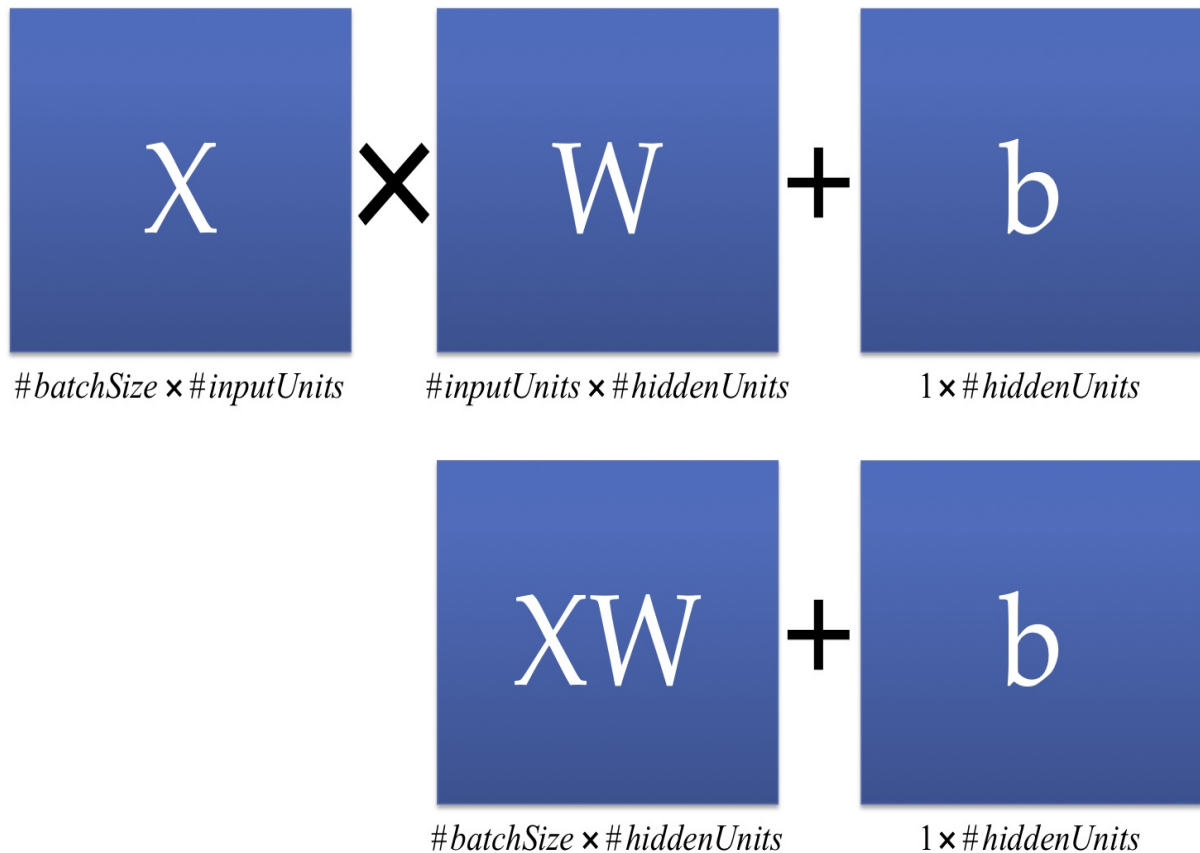 X × W + b
#batchSize × #inputUnits #inputUnits × #hiddenUnits 1 × #hiddenUnits
XW + b
#batchSize × #hiddenUnits 1 × #hiddenUnits